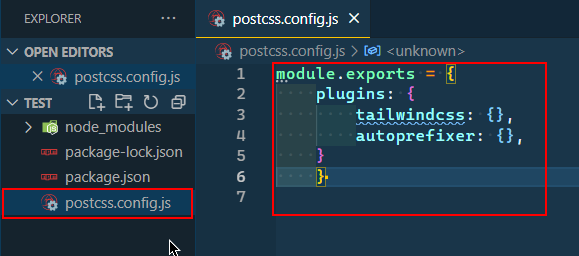 EXPLORER
OPEN EDITORS
postcss.config.js
TEST
node_modules
package-lock.json
package.json
postcss.config.js
postcss.config.js
postcss.config.js > <unknown>
1 module.exports = {
2 plugins: {
3 tailwindcss: {},
4 autoprefixer: {},
5 }
6 }
7